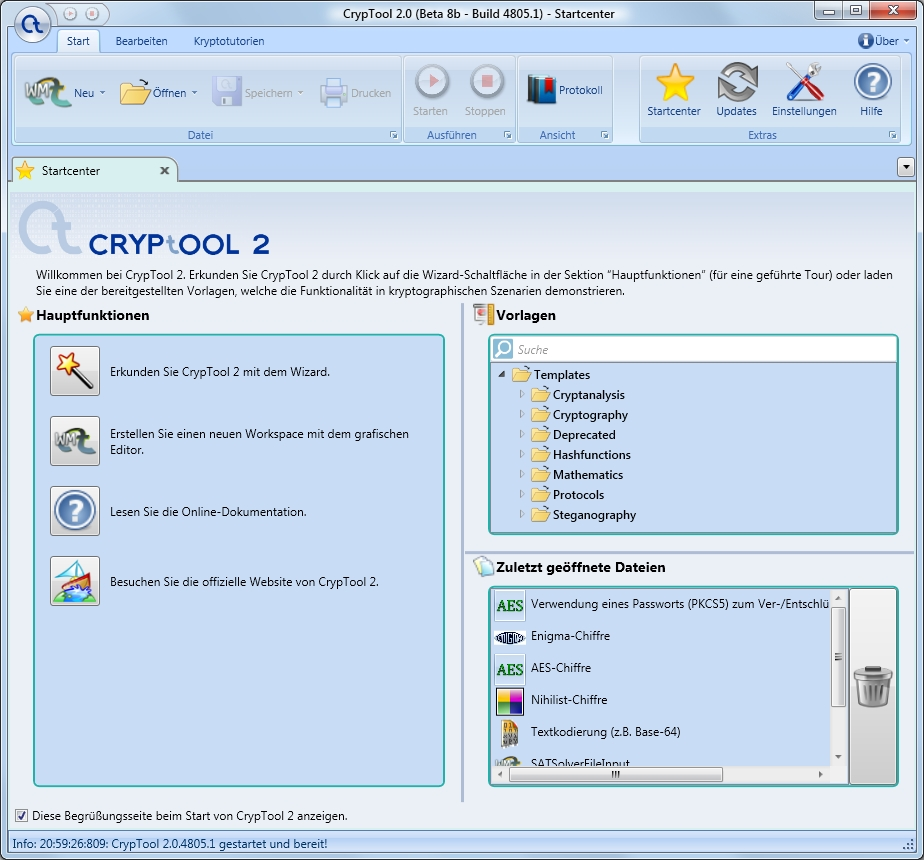 CrypTool 2.0 (Beta 8b - Build 4805.1) - Startcenter
Start Bearbeiten Kryptotutorien Über
Neu Öffnen Speichern Drucken Starten Stoppen Protokoll Startcenter Updates Einstellungen Hilfe
Datei Ausführen Ansicht Extras
Startcenter
CRYPtOOL 2
Willkommen bei CrypTool 2. Erkunden Sie CrypTool 2 durch Klick auf die Wizard-Schaltfläche in der Sektion "Hauptfunktionen" (für eine geführte Tour) oder laden
Sie eine der bereitgestellten Vorlagen, welche die Funktionalität in kryptographischen Szenarien demonstrieren.
Hauptfunktionen
Erkunden Sie CrypTool 2 mit dem Wizard.
Erstellen Sie einen neuen Workspace mit dem grafischen
Editor.
Lesen Sie die Online-Dokumentation.
Besuchen Sie die offizielle Website von CrypTool 2.
Vorlagen
Suche
Templates
Cryptanalysis
Cryptography
Deprecated
Hashfunctions
Mathematics
Protocols
Steganography
Zuletzt geöffnete Dateien
AES Verwendung eines Passworts (PKCS5) zum Ver-/Entschlü
Enigma-Chiffre
AES AES-Chiffre
Nihilist-Chiffre
Textkodierung (z.B. Base-64)
SATSolverFileInput
Diese Begrüßungsseite beim Start von CrypTool 2 anzeigen.
Info: 20:59:26:809: CrypTool 2.0.4805.1 gestartet und bereit!